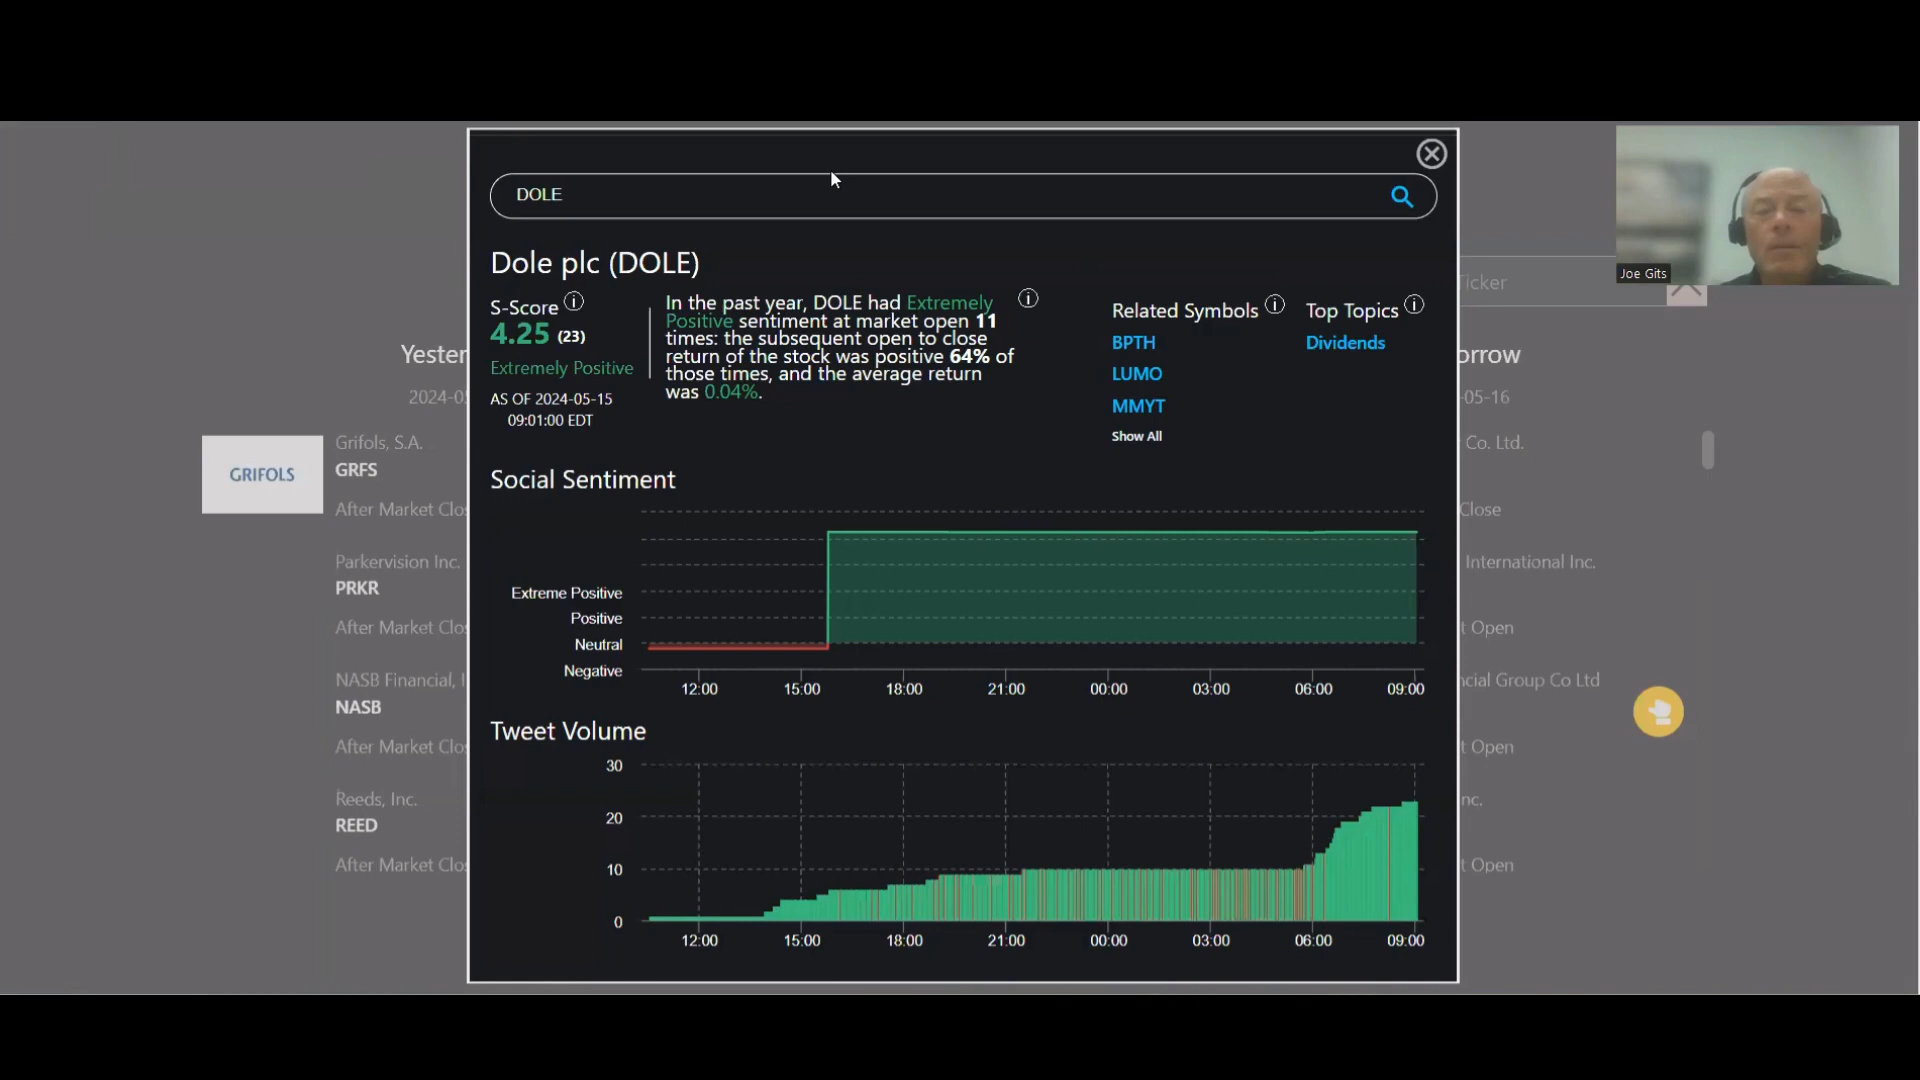 DOLE
Joe Gits
Dole plc (DOLE)
S-Score
4.25 (23)
Extremely Positive
AS OF 2024-05-15
09:01:00 EDT
In the past year, DOLE had Extremely
Positive sentiment at market open 11
times: the subsequent open to close
return of the stock was positive 64% of
those times, and the average return
was 0.04%.
Related Symbols
BPTH
LUMO
MMYT
Show All
Top Topics
Dividends
Ticker
Yester
2024-05
GRIFOLS
Grifols, S.A.
GRFS
After Market Clos
Parkervision Inc.
PRKR
After Market Clos
NASB Financial, I
NASB
After Market Clos
Reeds, Inc.
REED
After Market Clos
orrow
-05-16
Co. Ltd.
Close
International Inc.
t Open
ncial Group Co Ltd
t Open
nc.
t Open
Social Sentiment
Extreme Positive
Positive
Neutral
Negative
12:00 15:00 18:00 21:00 00:00 03:00 06:00 09:00
Tweet Volume
30
20
10
0
12:00 15:00 18:00 21:00 00:00 03:00 06:00 09:00